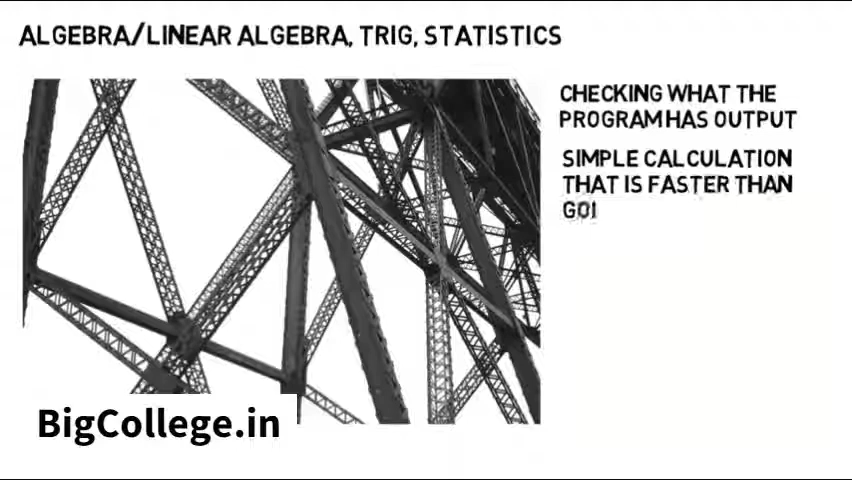 ALGEBRA/LINEAR ALGEBRA, TRIG, STATISTICS
CHECKING WHAT THE
PROGRAM HAS OUTPUT
SIMPLE CALCULATION
THAT IS FASTER THAN
BigCollege.in